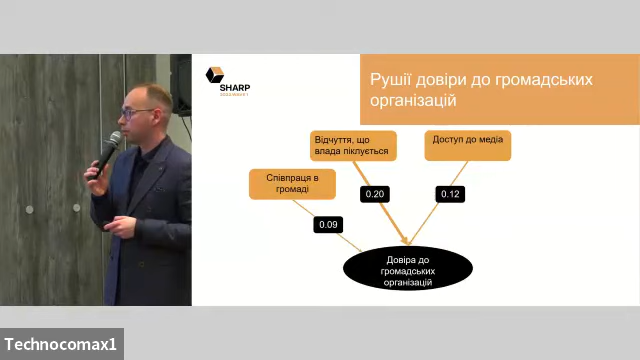 SHARP
Рушії довіри до громадських
організацій
Відчуття, що
влада піклується
Доступ до медіа
Співпраця в
громаді
0.20
0.12
0.09
Довіра до
громадських
організацій
Technocomax1